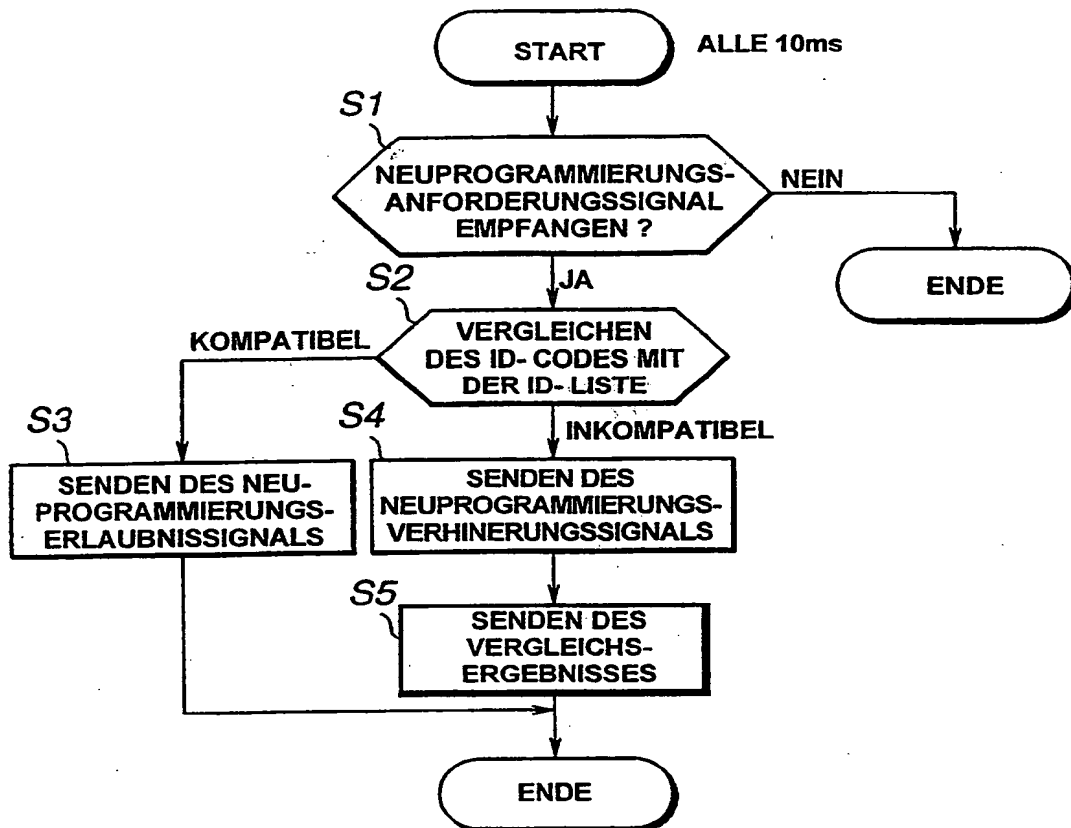 START
ALLE 10ms
S1
NEUPROGRAMMIERUNGS-
ANFORDERUNGSSIGNAL
EMPFANGEN ?
NEIN
ENDE
JA
S2
VERGLEICHEN
DES ID- CODES MIT
DER ID- LISTE
KOMPATIBEL
INKOMPATIBEL
S3
SENDEN DES NEU-
PROGRAMMIERUNGS-
ERLAUBNISSIGNALS
S4
SENDEN DES
NEUPROGRAMMIERUNGS-
VERHINERUNGSSIGNALS
S5
SENDEN DES
VERGLEICHS-
ERGEBNISSES
ENDE